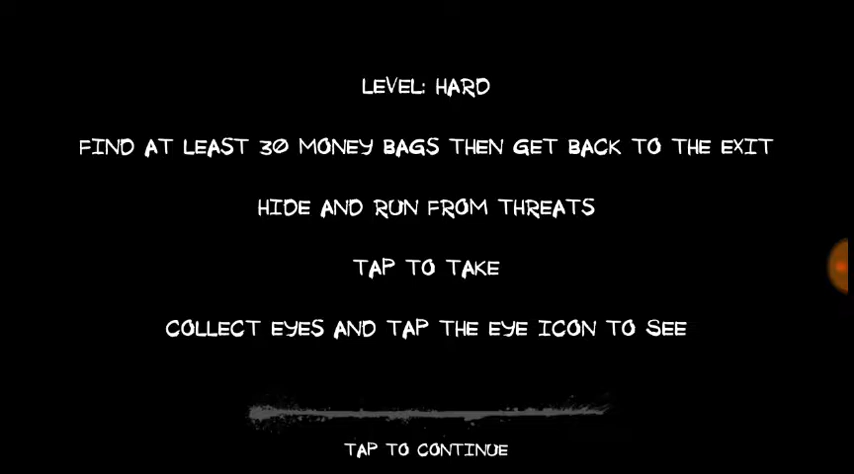 LEVEL: HARD
FIND AT LEAST 30 MONEY BAGS THEN GET BACK TO THE EXIT
HIDE AND RUN FROM THREATS
TAP TO TAKE
COLLECT EYES AND TAP THE EYE ICON TO SEE
TAP TO CONTINUE